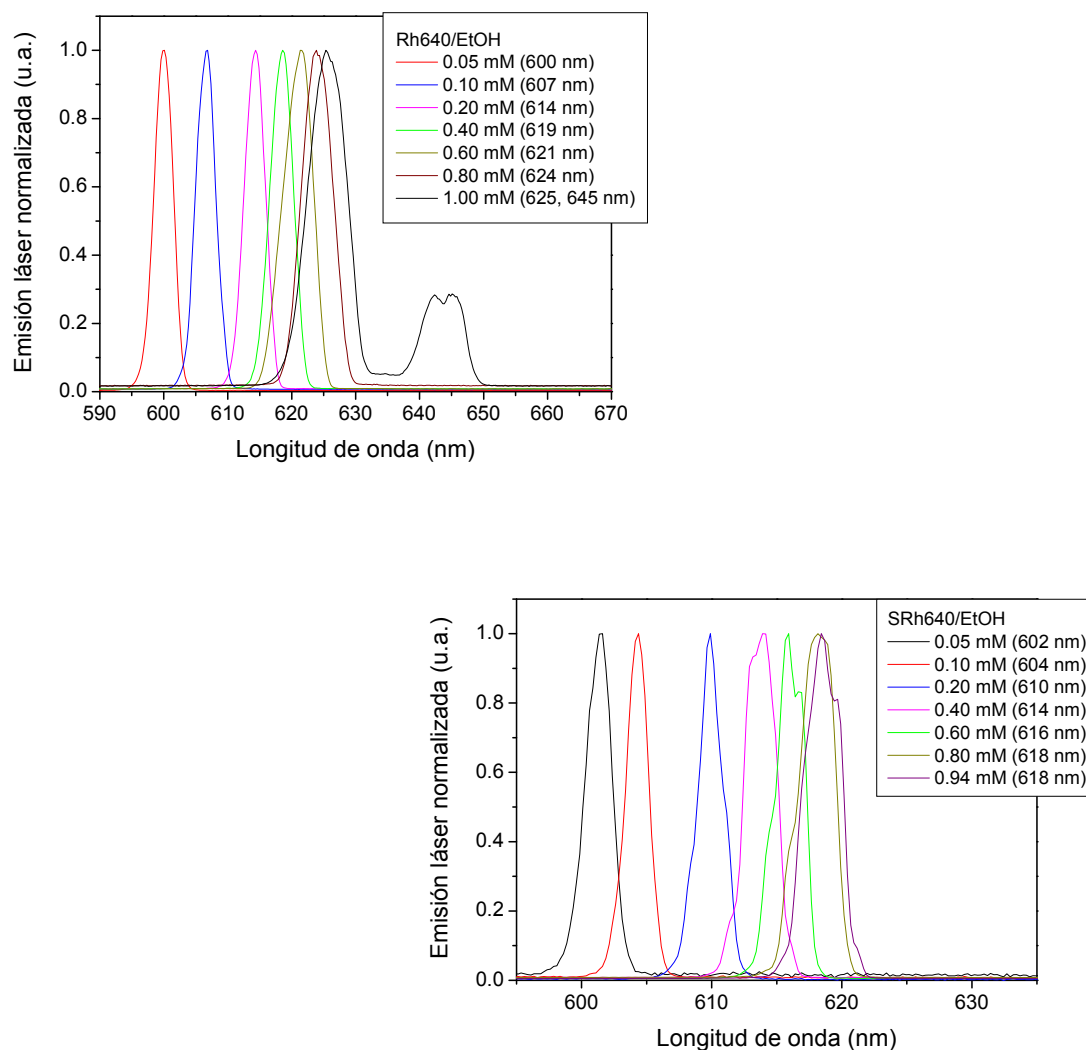 Rh640/EtOH
0.05 mM (600 nm)
0.10 mM (607 nm)
0.20 mM (614 nm)
0.40 mM (619 nm)
0.60 mM (621 nm)
0.80 mM (624 nm)
1.00 mM (625, 645 nm)
Emisión láser normalizada (u.a.)
1.0
0.8
0.6
0.4
0.2
0.0
590 600 610 620 630 640 650 660 670
Longitud de onda (nm)
SRh640/EtOH
0.05 mM (602 nm)
0.10 mM (604 nm)
0.20 mM (610 nm)
0.40 mM (614 nm)
0.60 mM (616 nm)
0.80 mM (618 nm)
0.94 mM (618 nm)
Emisión láser normalizada (u.a.)
1.0
0.8
0.6
0.4
0.2
0.0
600 610 620 630
Longitud de onda (nm)